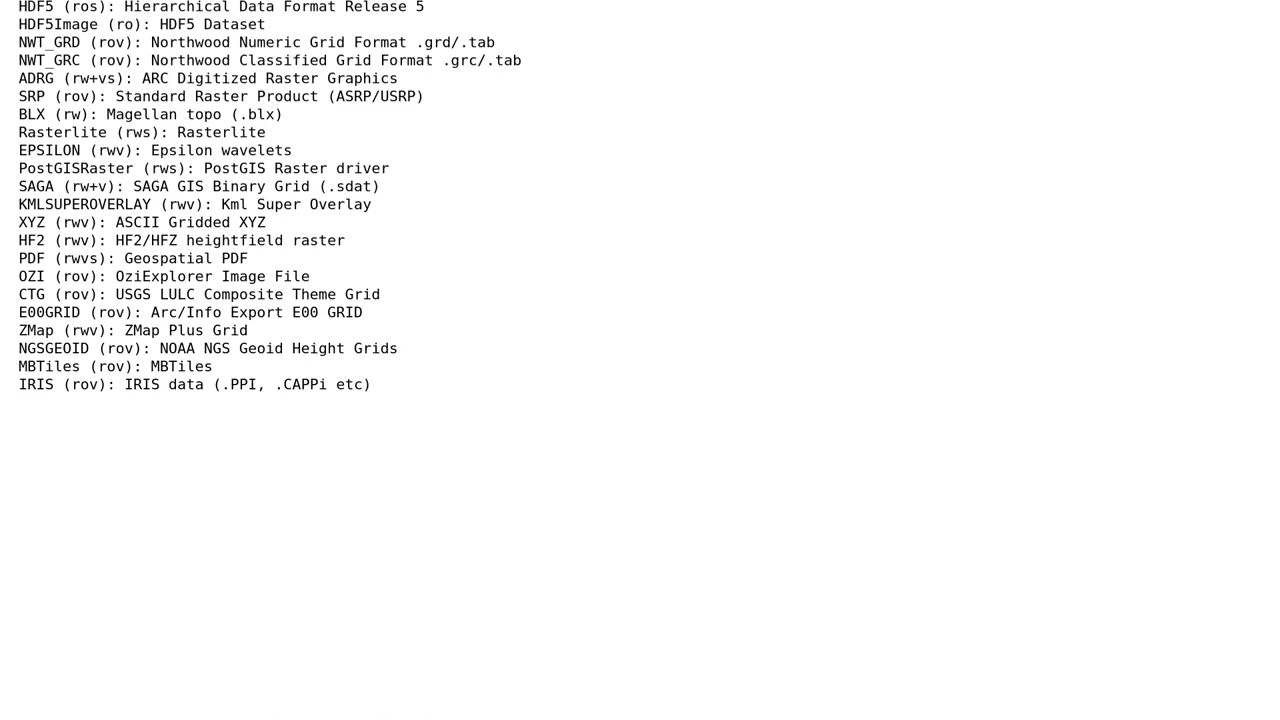 HDF5 (ros): Hierarchical Data Format Release 5
HDF5Image (ro): HDF5 Dataset
NWT_GRD (rov): Northwood Numeric Grid Format .grd/.tab
NWT_GRC (rov): Northwood Classified Grid Format .grc/.tab
ADRG (rw+vs): ARC Digitized Raster Graphics
SRP (rov): Standard Raster Product (ASRP/USRP)
BLX (rw): Magellan topo (.blx)
Rasterlite (rws): Rasterlite
EPSILON (rwv): Epsilon wavelets
PostGISRaster (rws): PostGIS Raster driver
SAGA (rw+v): SAGA GIS Binary Grid (.sdat)
KMLSUPEROVERLAY (rwv): Kml Super Overlay
XYZ (rwv): ASCII Gridded XYZ
HF2 (rwv): HF2/HFZ heightfield raster
PDF (rwvs): Geospatial PDF
OZI (rov): OziExplorer Image File
CTG (rov): USGS LULC Composite Theme Grid
E00GRID (rov): Arc/Info Export E00 GRID
ZMap (rwv): ZMap Plus Grid
NGSGEOID (rov): NOAA NGS Geoid Height Grids
MBTiles (rov): MBTiles
IRIS (rov): IRIS data (.PPI, .CAPPi etc)